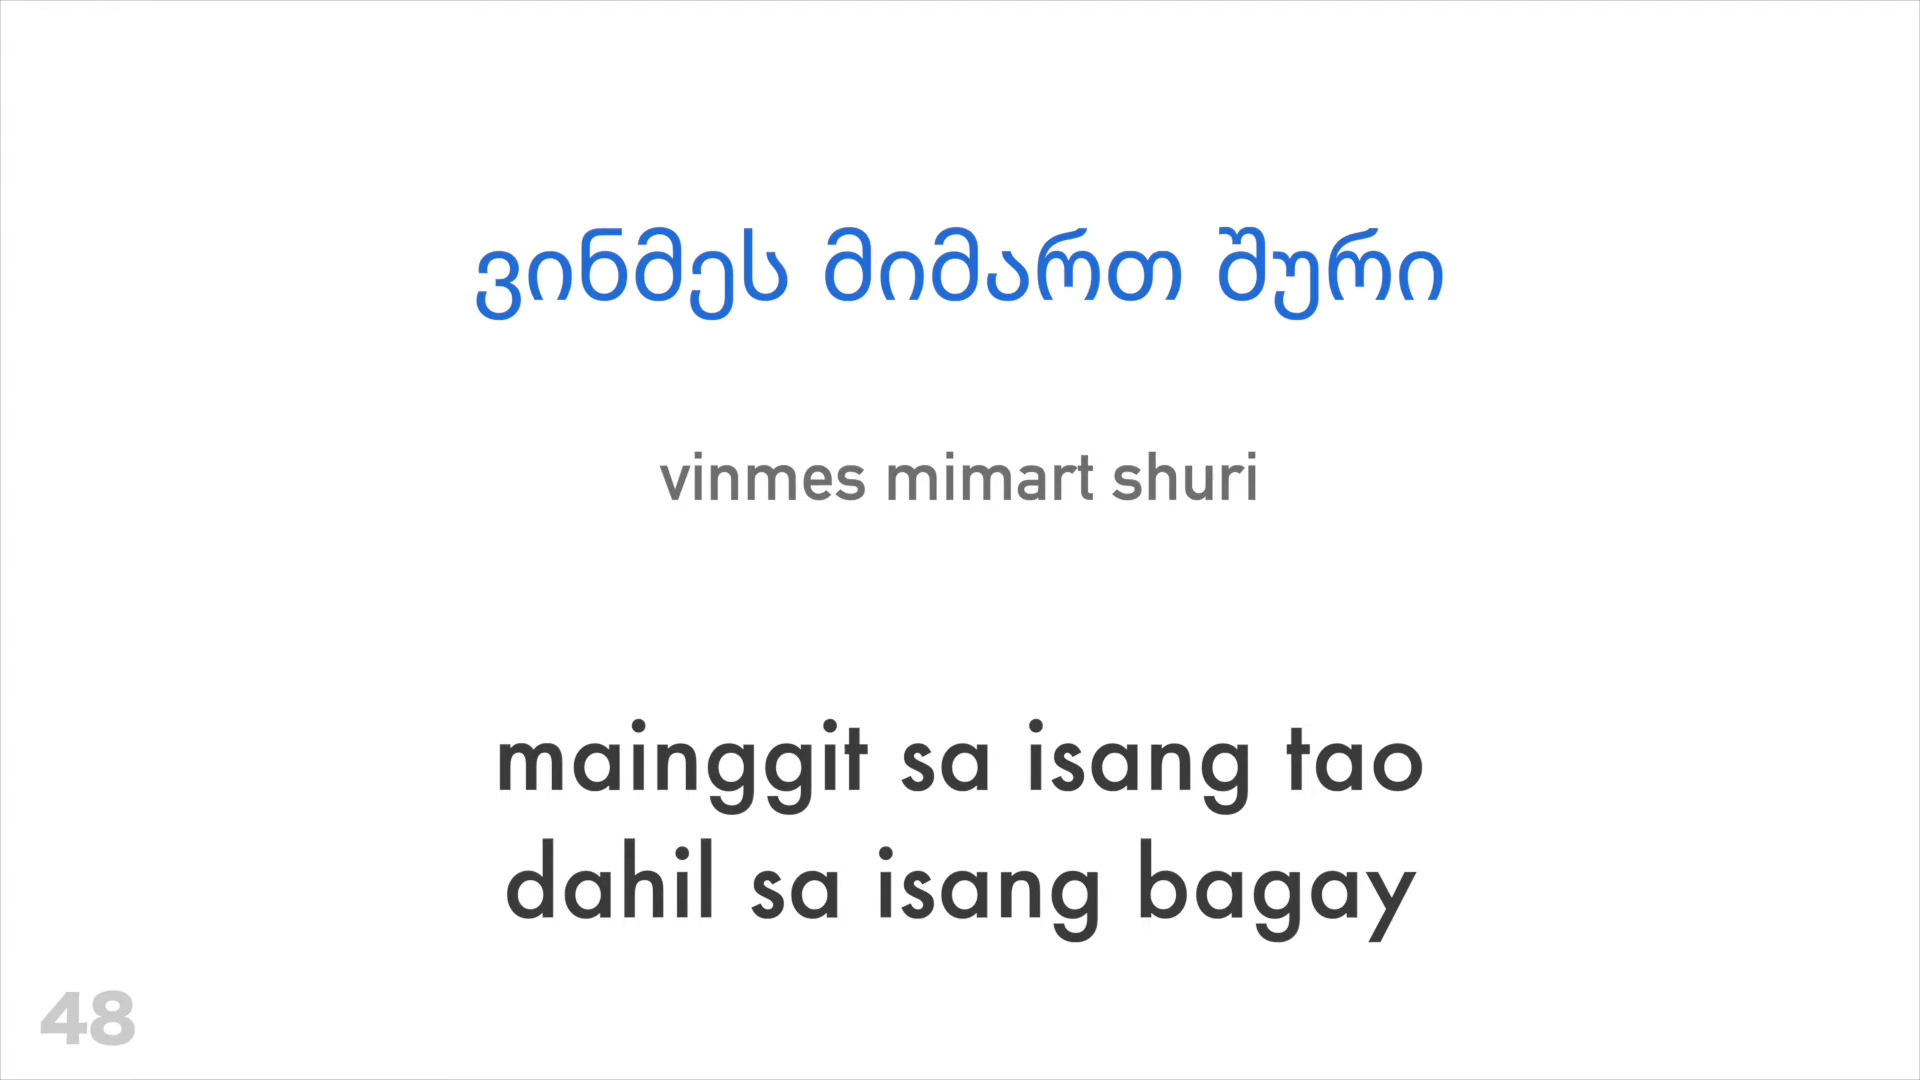 ვინმეს მიმართ შური
vinmes mimart shuri
mainggit sa isang tao
dahil sa isang bagay
48